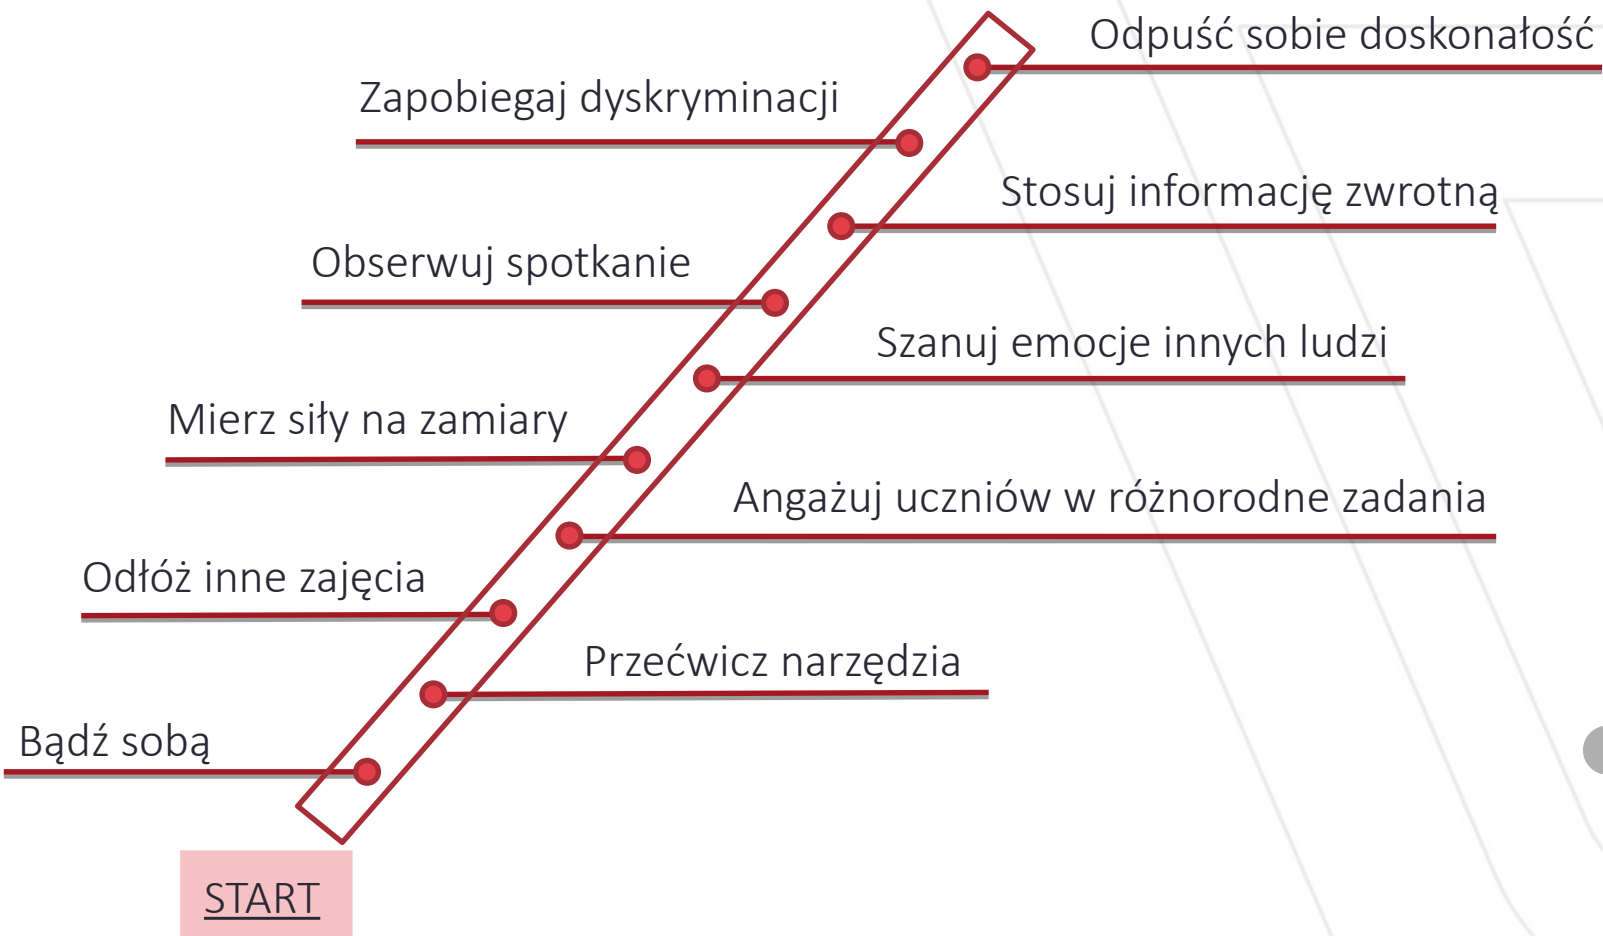 Odpuść sobie doskonałość
Zapobiegaj dyskryminacji
Stosuj informację zwrotną
Obserwuj spotkanie
Szanuj emocje innych ludzi
Mierz siły na zamiary
Angażuj uczniów w różnorodne zadania
Odłóż inne zajęcia
Przećwicz narzędzia
Bądź sobą
START